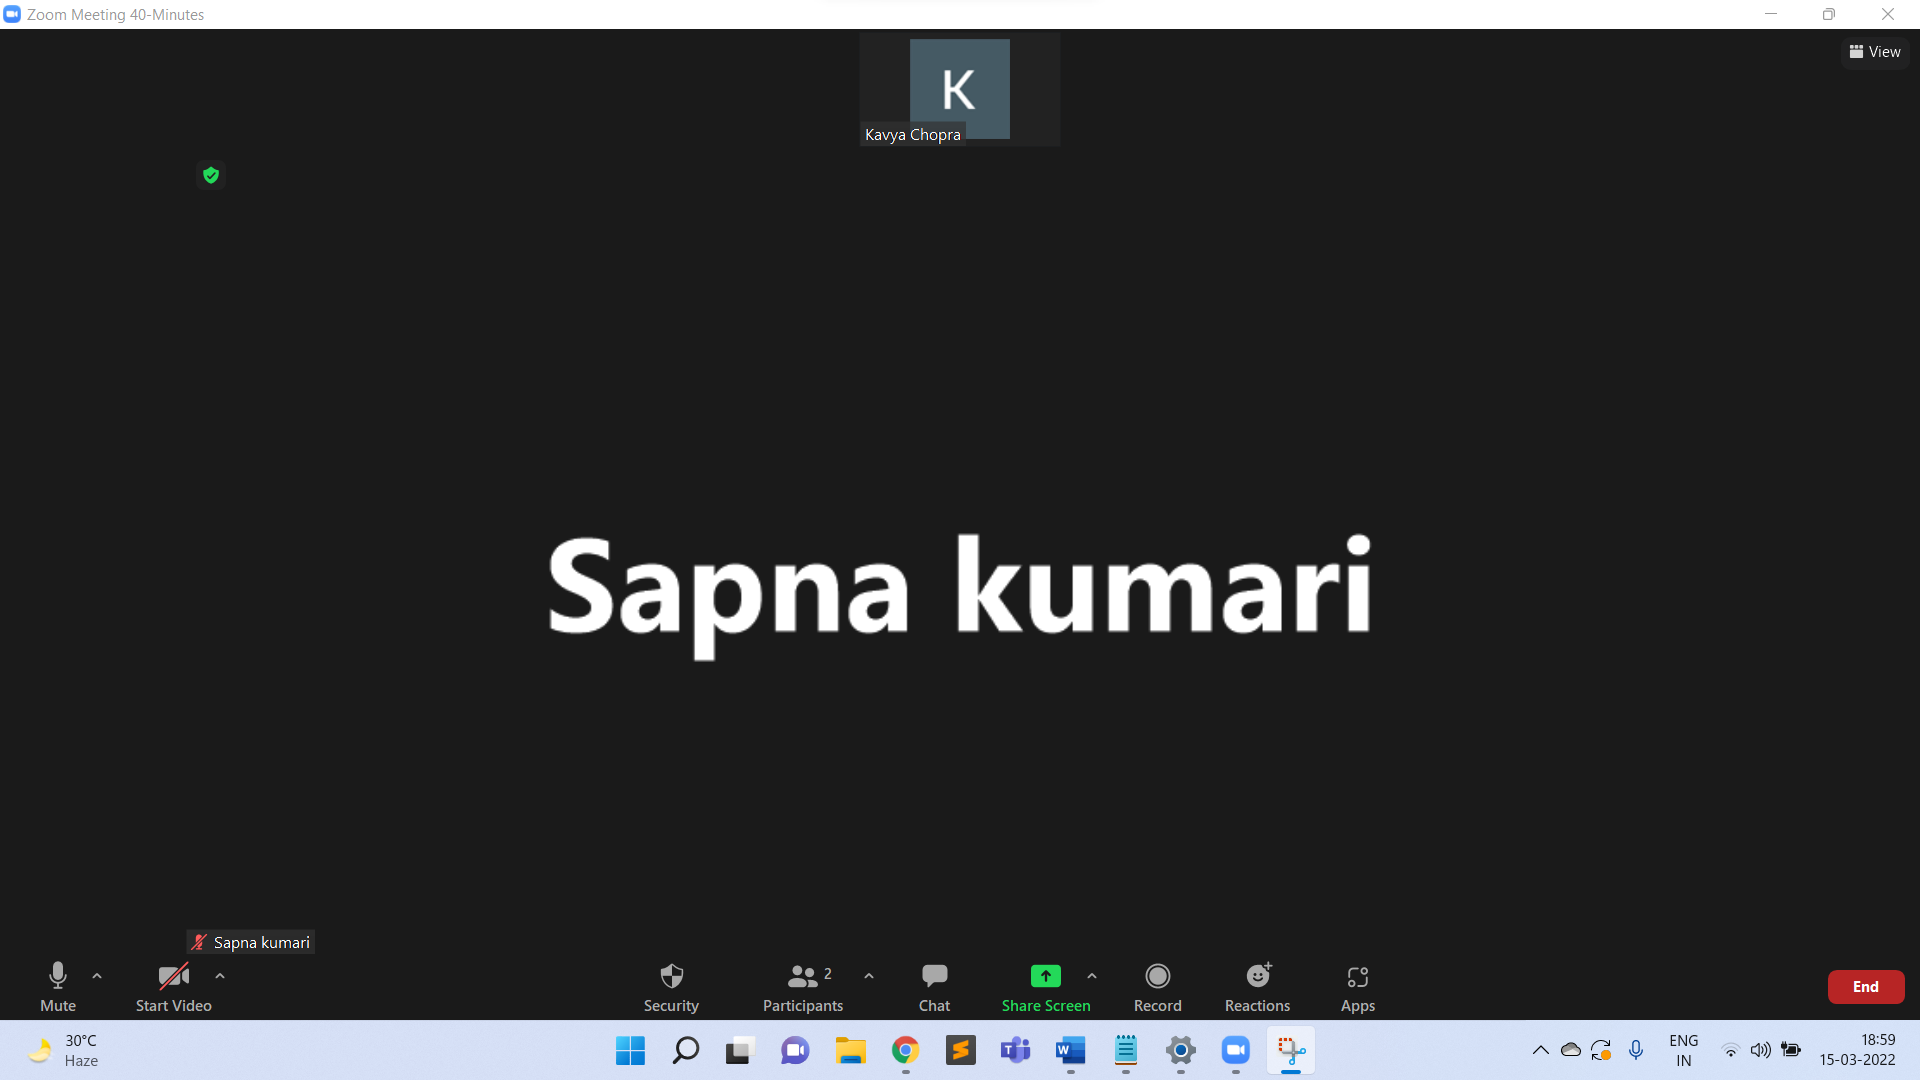 Zoom Meeting 40-Minutes
View
K
Kavya Chopra
Sapna kumari
Sapna kumari
Mute
Start Video
Security
2
Participants
Chat
Share Screen
Record
Reactions
Apps
End
30°C
Haze
T
W
ENG
IN
18:59
15-03-2022